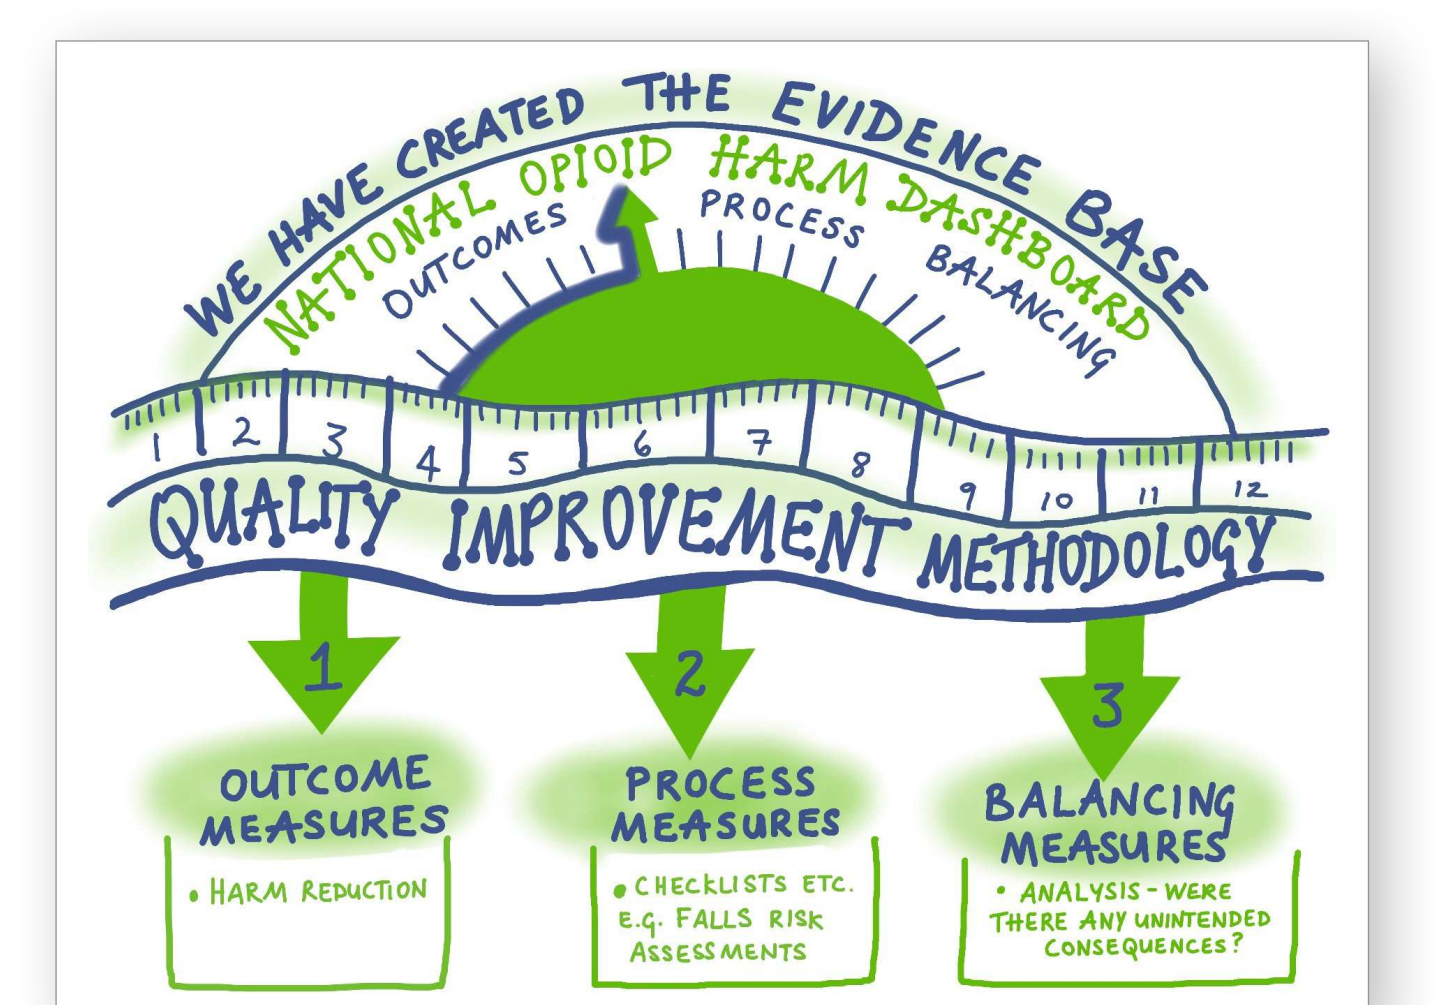 WE HAVE CREATED THE EVIDENCE BASE
NATIONAL OPIOID HARM DASHBOARD
OUTCOMES PROCESS BALANCING
1 2 3 4 5 6 7 8 9 10 11 12
QUALITY IMPROVEMENT METHODOLOGY
1
OUTCOME
MEASURES
• HARM REDUCTION
2
PROCESS
MEASURES
• CHECKLISTS ETC.
E.G. FALLS RISK
ASSESSMENTS
3
BALANCING
MEASURES
• ANALYSIS - WERE
THERE ANY UNINTENDED
CONSEQUENCES?